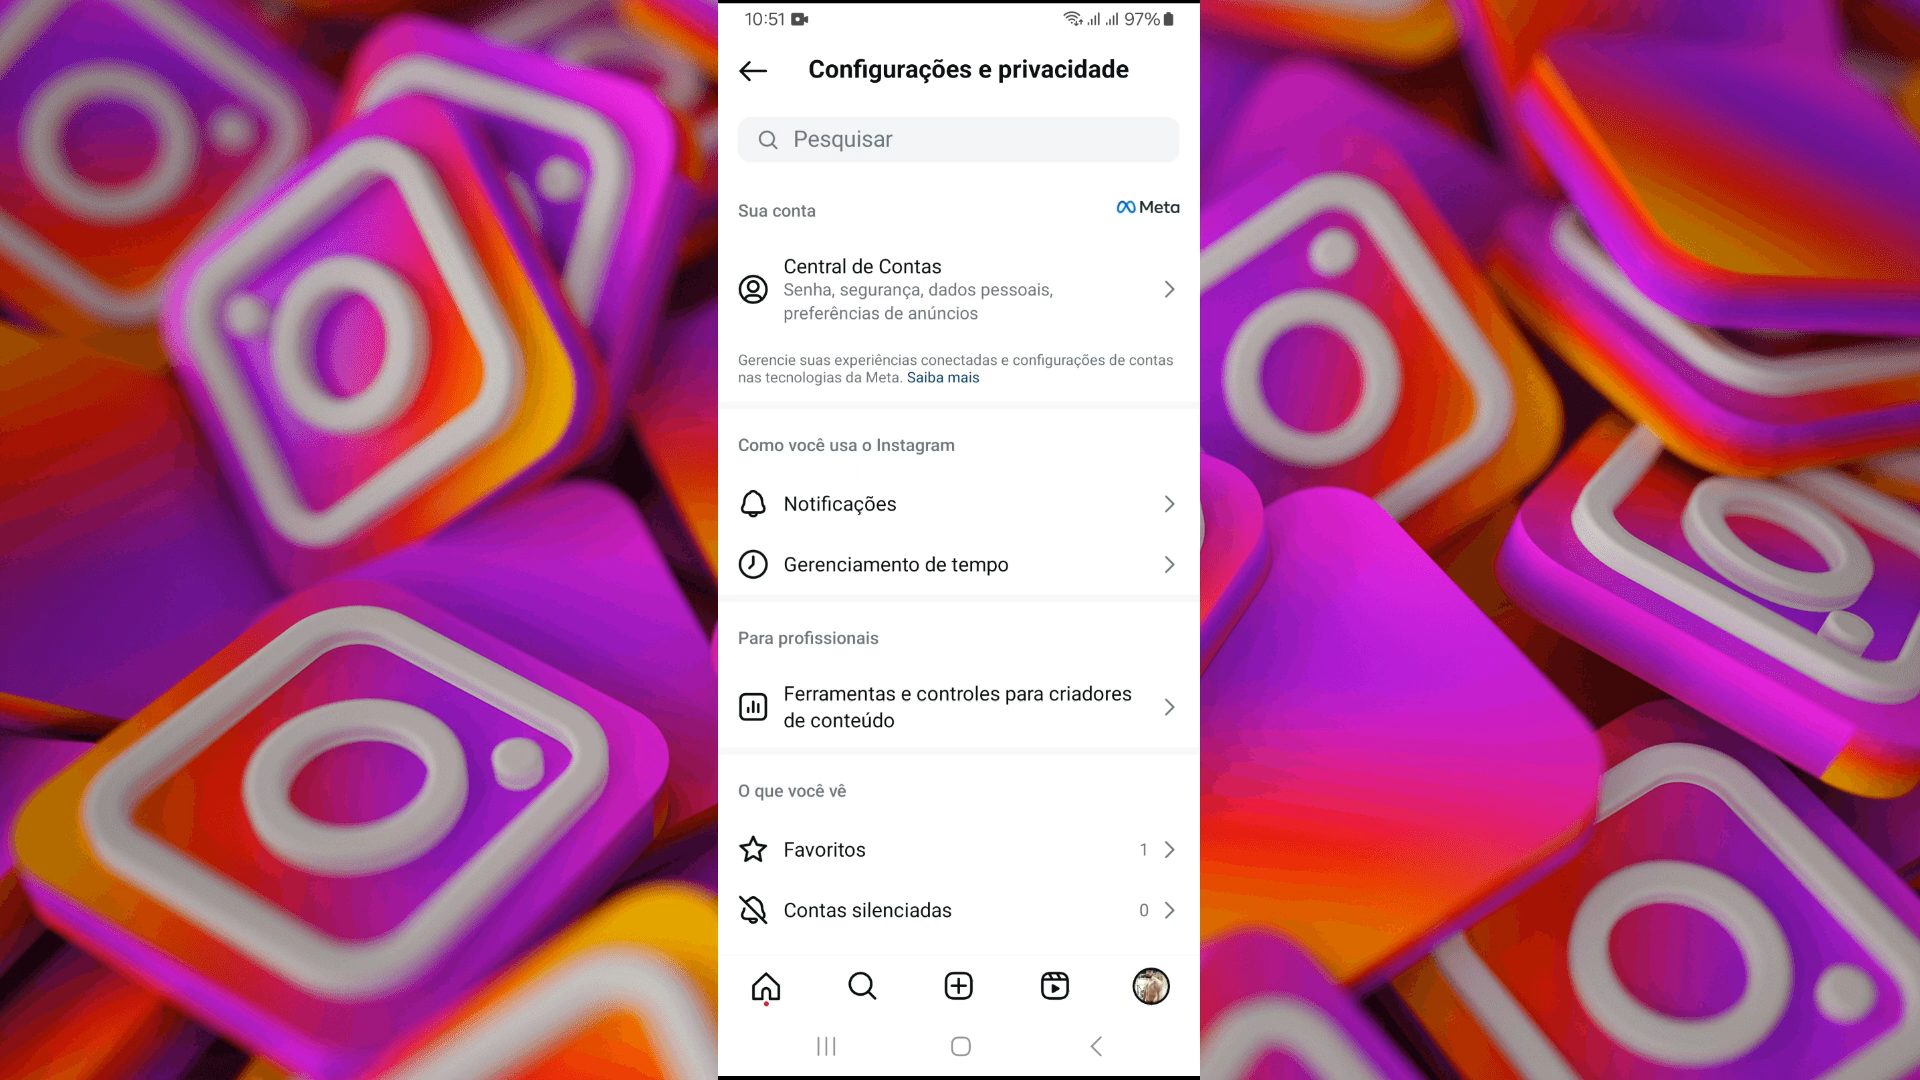 10:51 97%
Configurações e privacidade
Pesquisar
Sua conta
Meta
Central de Contas
Senha, segurança, dados pessoais,
preferências de anúncios
Gerencie suas experiências conectadas e configurações de contas
nas tecnologias da Meta. Saiba mais
Como você usa o Instagram
Notificações
Gerenciamento de tempo
Para profissionais
Ferramentas e controles para criadores
de conteúdo
O que você vê
Favoritos 1
Contas silenciadas 0